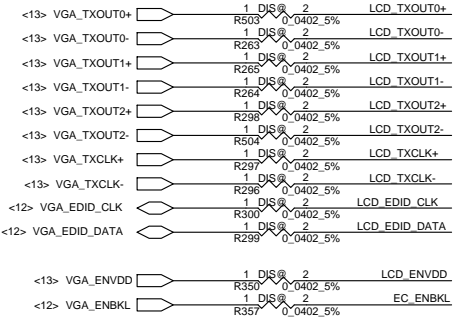 <13> VGA_TXOUT0+ 1 DIS@ 2 LCD_TXOUT0+
R503 0_0402_5%
<13> VGA_TXOUT0- 1 DIS@ 2 LCD_TXOUT0-
R263 0_0402_5%
<13> VGA_TXOUT1+ 1 DIS@ 2 LCD_TXOUT1+
R265 0_0402_5%
<13> VGA_TXOUT1- 1 DIS@ 2 LCD_TXOUT1-
R264 0_0402_5%
<13> VGA_TXOUT2+ 1 DIS@ 2 LCD_TXOUT2+
R298 0_0402_5%
<13> VGA_TXOUT2- 1 DIS@ 2 LCD_TXOUT2-
R504 0_0402_5%
<13> VGA_TXCLK+ 1 DIS@ 2 LCD_TXCLK+
R297 0_0402_5%
<13> VGA_TXCLK- 1 DIS@ 2 LCD_TXCLK-
R296 0_0402_5%
<12> VGA_EDID_CLK 1 DIS@ 2 LCD_EDID_CLK
R300 0_0402_5%
<12> VGA_EDID_DATA 1 DIS@ 2 LCD_EDID_DATA
R299 0_0402_5%
<13> VGA_ENVDD 1 DIS@ 2 LCD_ENVDD
R350 0_0402_5%
<12> VGA_ENBKL 1 DIS@ 2 EC_ENBKL
R357 0_0402_5%